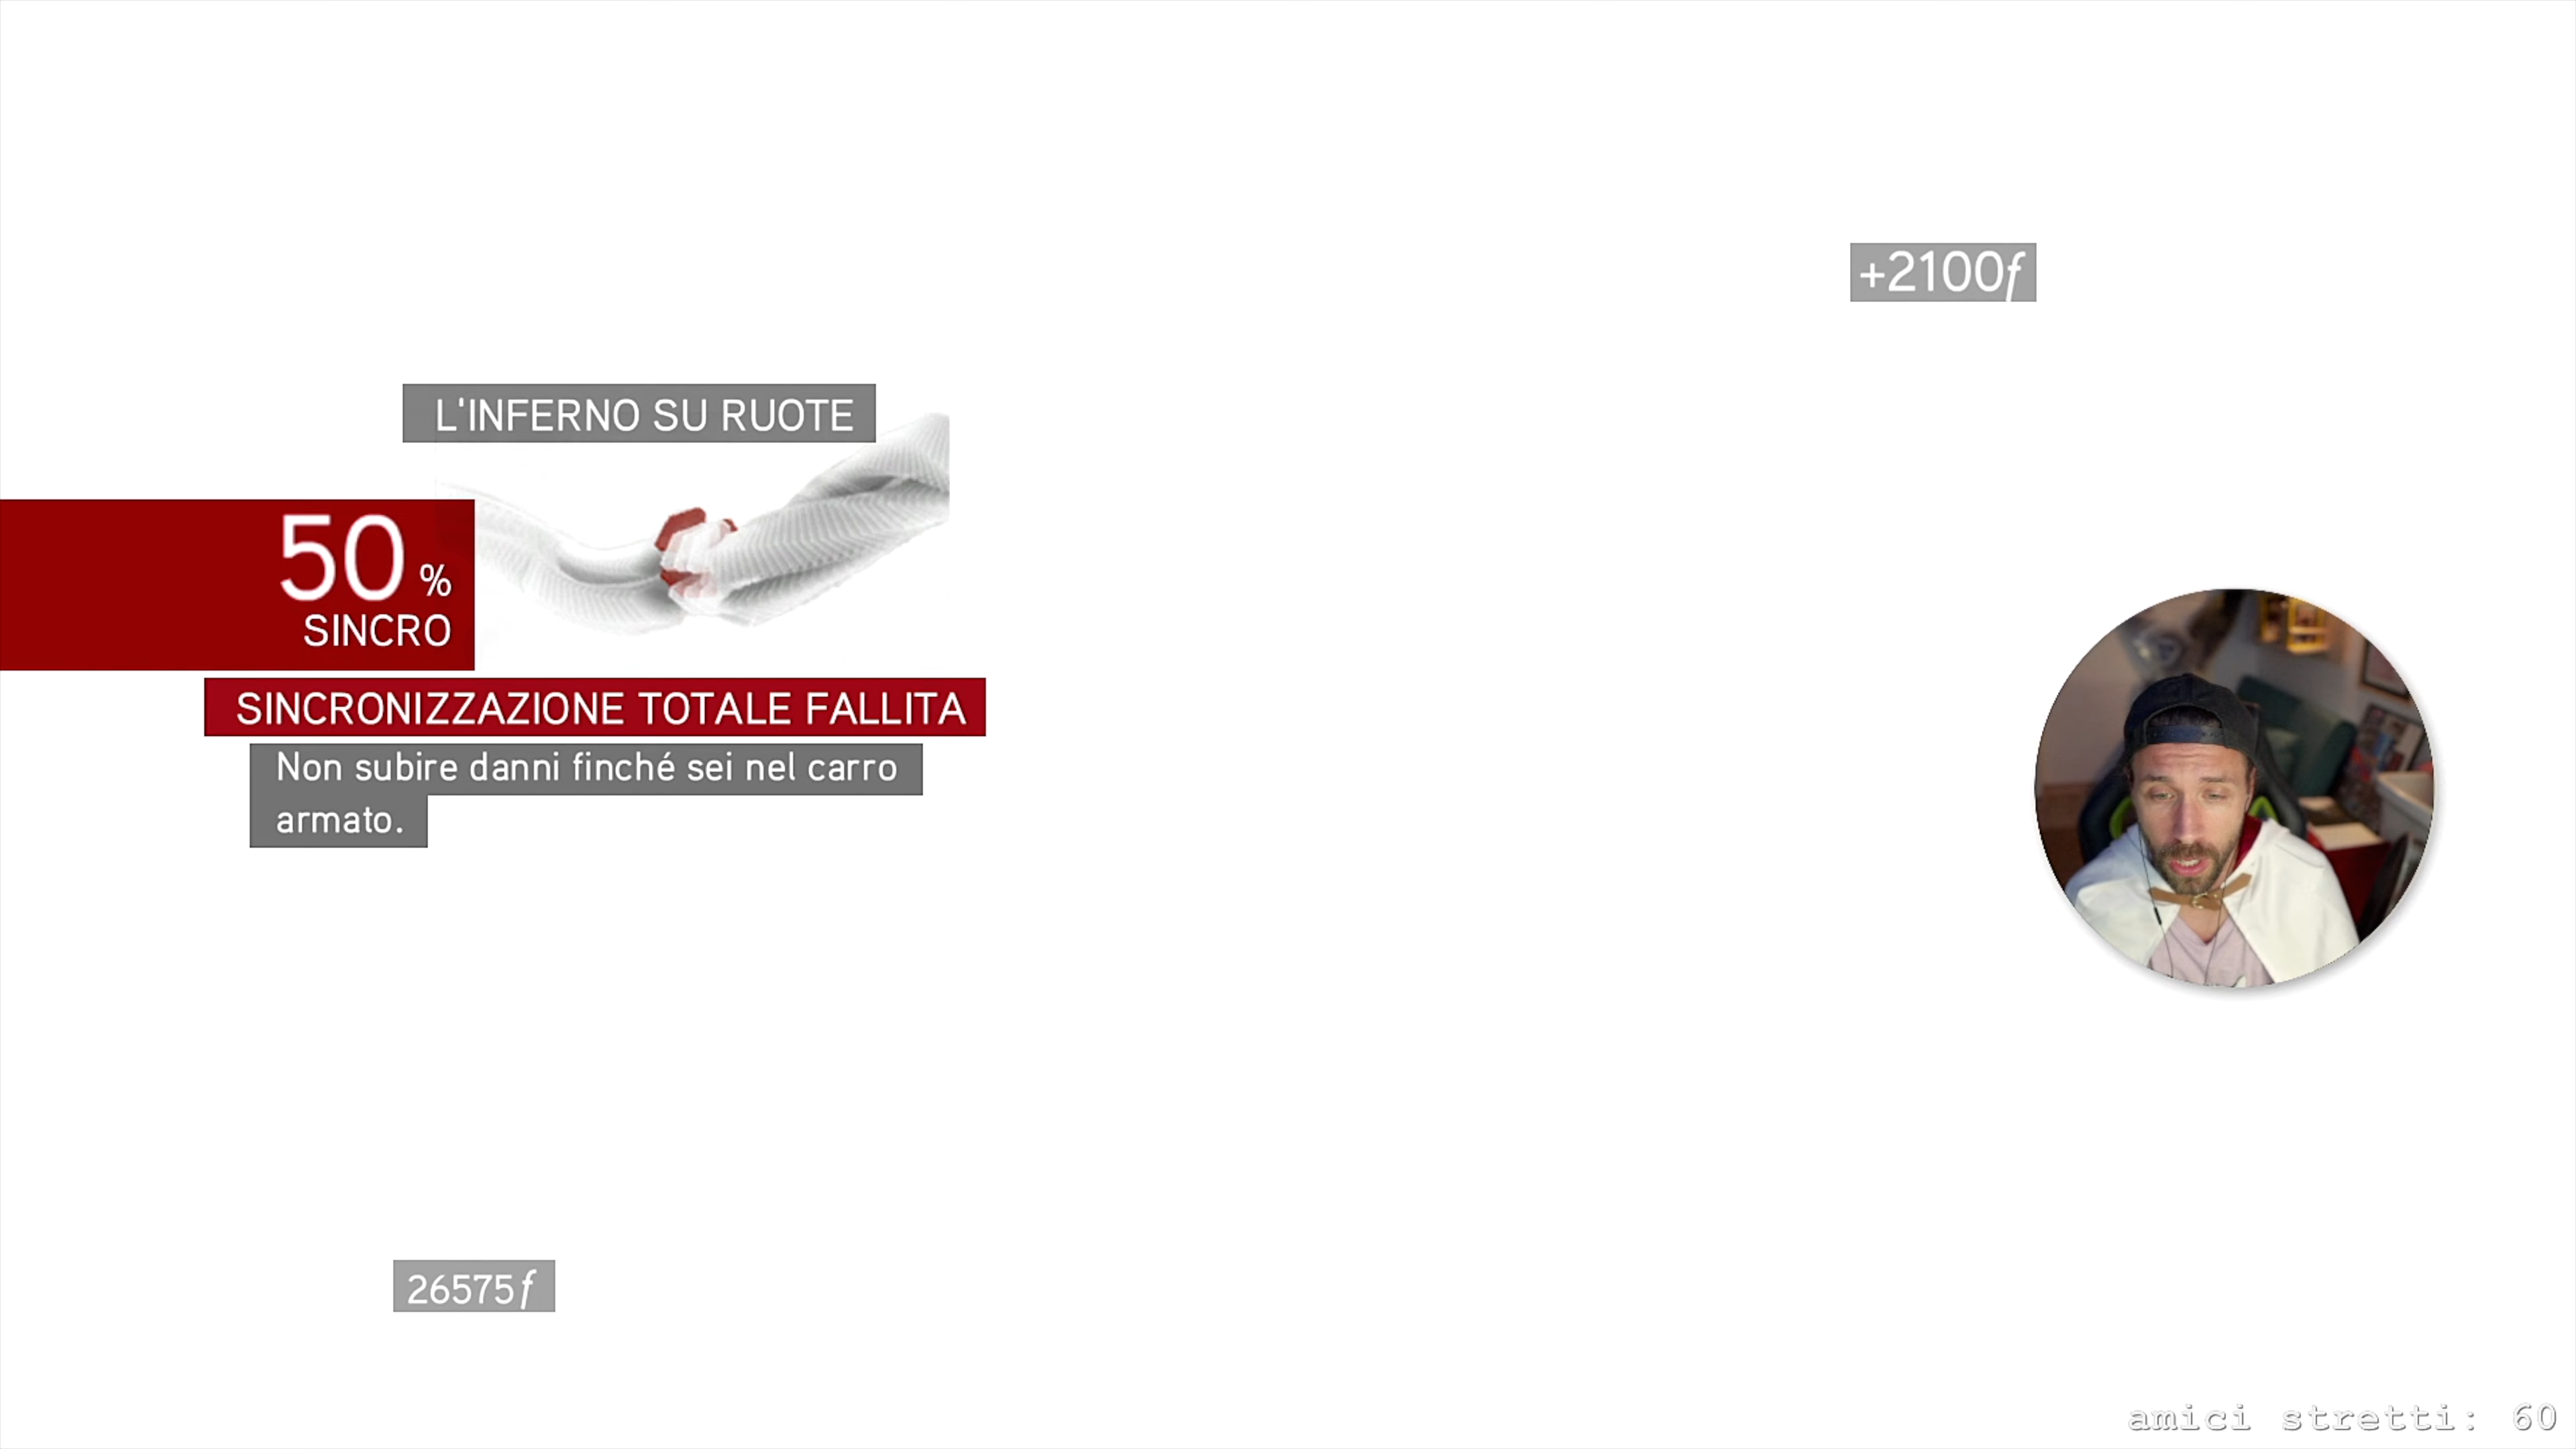 +2100f
L'INFERNO SU RUOTE
50 %
SINCRO
SINCRONIZZAZIONE TOTALE FALLITA
Non subire danni finché sei nel carro
armato.
26575f
amici stretti: 60